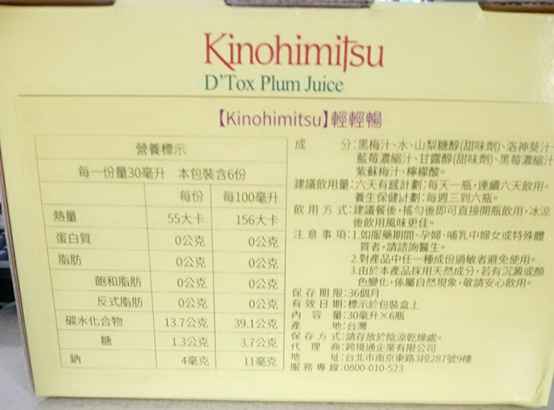 Kinohimitsu
D'Tox Plum Juice
【Kinohimitsu】輕輕暢
營養標示
每一份量30毫升 本包裝含6份
每份 每100毫升
熱量 55大卡 156大卡
蛋白質 0公克 0公克
脂肪 0公克 0公克
飽和脂肪 0公克 0公克
反式脂肪 0公克 0公克
碳水化合物 13.7公克 39.1公克
糖 1.3公克 3.7公克
鈉 4毫克 11毫克
成 分:黑梅汁、水、山梨糖醇(甜味劑)、洛神葵汁
藍莓濃縮汁、甘露醇(甜味劑)、黑莓濃縮汁
紫蘇梅汁、檸檬酸。
建議飲用量:六天有感計劃:每天一瓶,連續六天飲用。
養生保健計劃:每週三到六瓶。
飲用方式:建議餐後,搖勻後即可直接開瓶飲用,冰涼
後飲用風味更佳。
注意事項:1.如服藥期間、孕婦、哺乳中婦女或特殊體
質者,請諮詢醫生。
2.對產品中任一種成份過敏者避免使用。
3.由於本產品採用天然成分,若有沉澱或顏
色變化,係屬自然現象,敬請安心飲用。
保存期限:36個月
有效日期:標示於包裝盒上
內容量:30毫升×6瓶
產 地:台灣
保存方式:請存放於陰涼乾燥處。
代理商:跨境通企業有限公司
地 址:台北市南京東路3段287號9樓
服務專線:0800-010-523